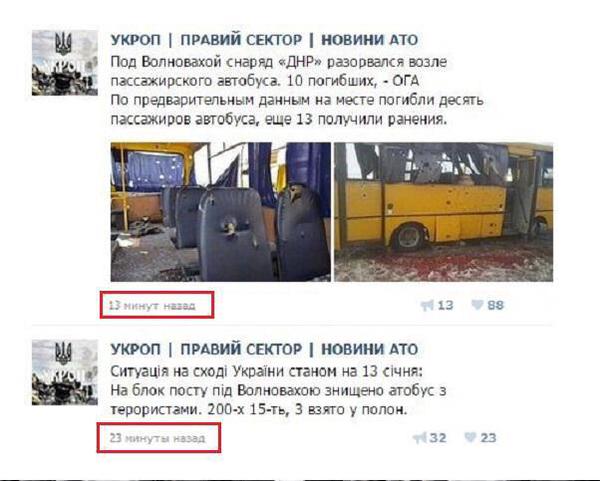 УКРОП | ПРАВИЙ СЕКТОР | НОВИНИ АТО
Под Волновахой снаряд «ДНР» разорвался возле
пассажирского автобуса. 10 погибших, - ОГА
По предварительным данным на месте погибли десять
пассажиров автобуса, еще 13 получили ранения.
13 минут назад
13
88
УКРОП | ПРАВИЙ СЕКТОР | НОВИНИ АТО
Ситуація на сході України станом на 13 січня:
На блок посту під Волновахою знищено атобус з
терористами. 200-х 15-ть, 3 взято у полон.
23 минуты назад
32
23